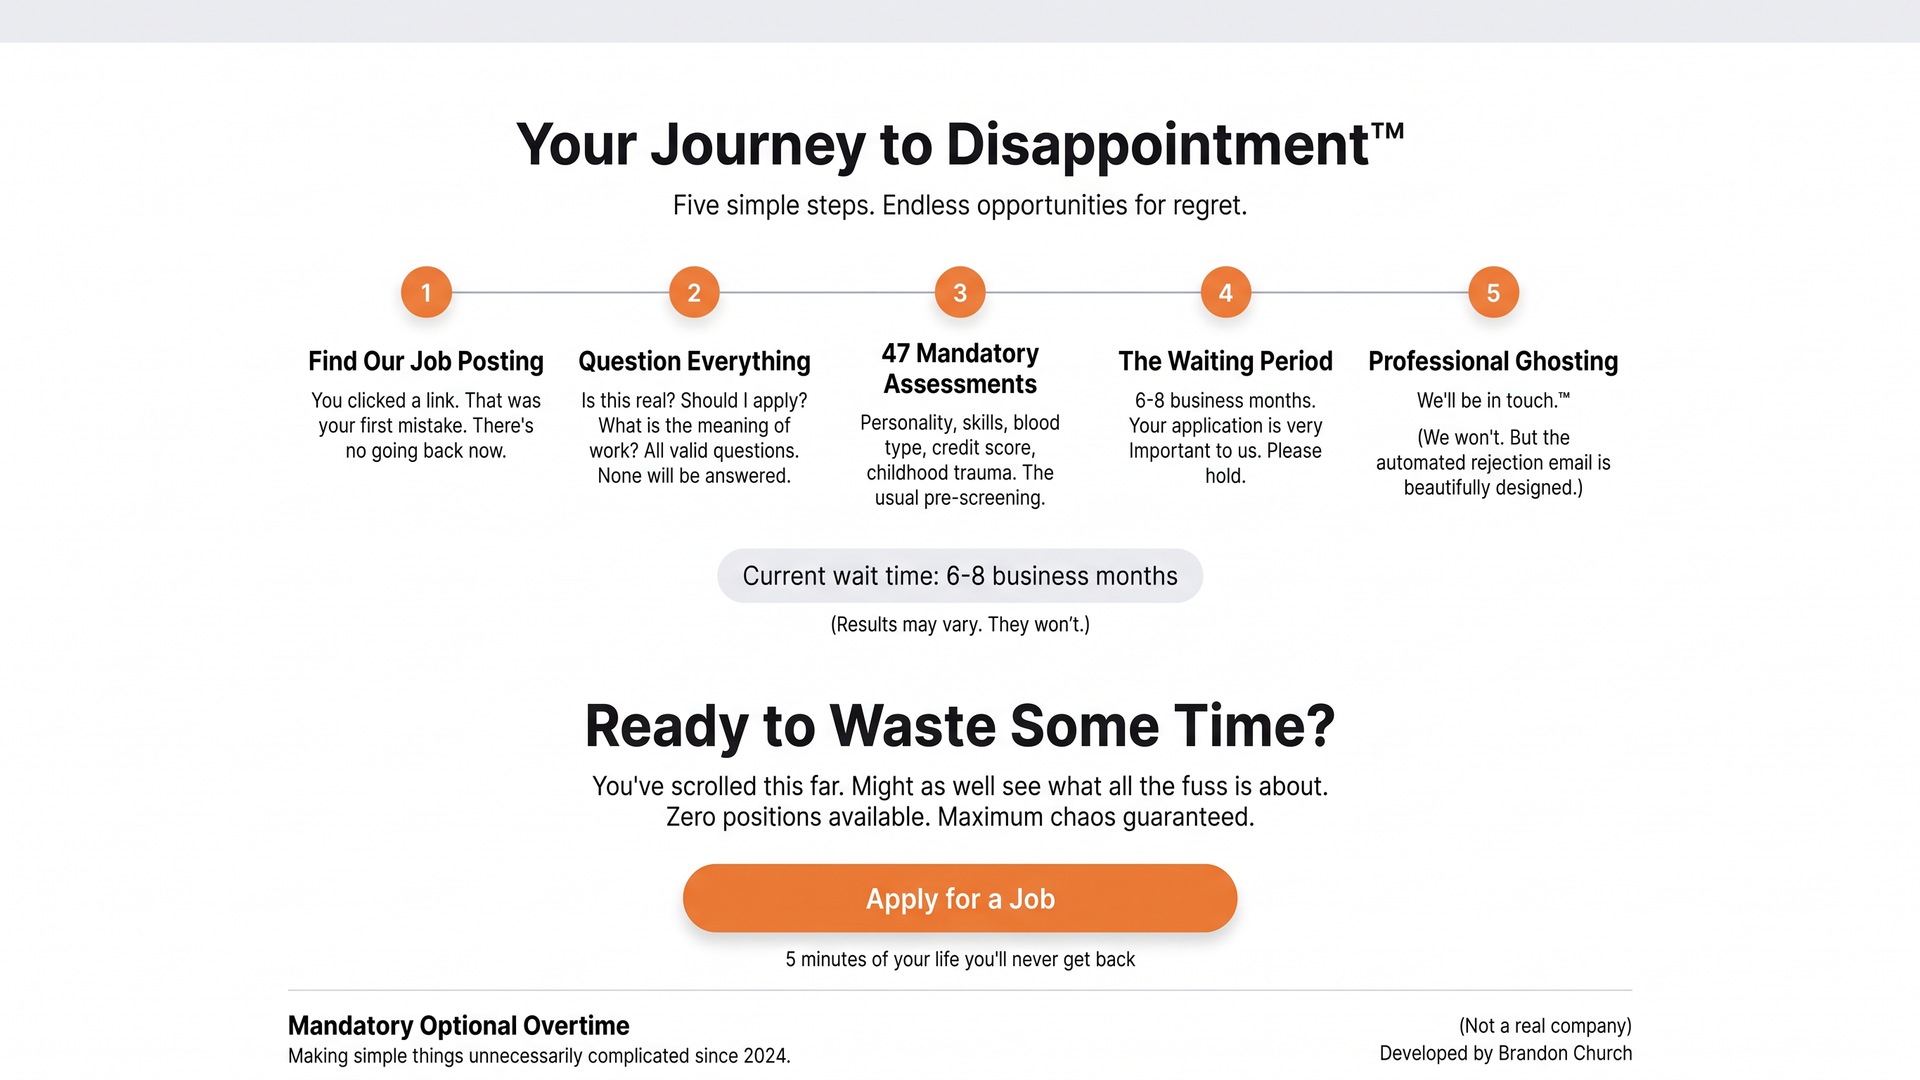 Your Journey to Disappointment™
Five simple steps. Endless opportunities for regret.
1
Find Our Job Posting
You clicked a link. That was
your first mistake. There's
no going back now.
2
Question Everything
Is this real? Should I apply?
What is the meaning of
work? All valid questions.
None will be answered.
3
47 Mandatory
Assessments
Personality, skills, blood
type, credit score,
childhood trauma. The
usual pre-screening.
4
The Waiting Period
6-8 business months.
Your application is very
Important to us. Please
hold.
5
Professional Ghosting
We'll be in touch.™
(We won't. But the
automated rejection email is
beautifully designed.)
Current wait time: 6-8 business months
(Results may vary. They won’t.)
Ready to Waste Some Time?
You've scrolled this far. Might as well see what all the fuss is about.
Zero positions available. Maximum chaos guaranteed.
Apply for a Job
5 minutes of your life you'll never get back
Mandatory Optional Overtime
Making simple things unnecessarily complicated since 2024.
(Not a real company)
Developed by Brandon Church